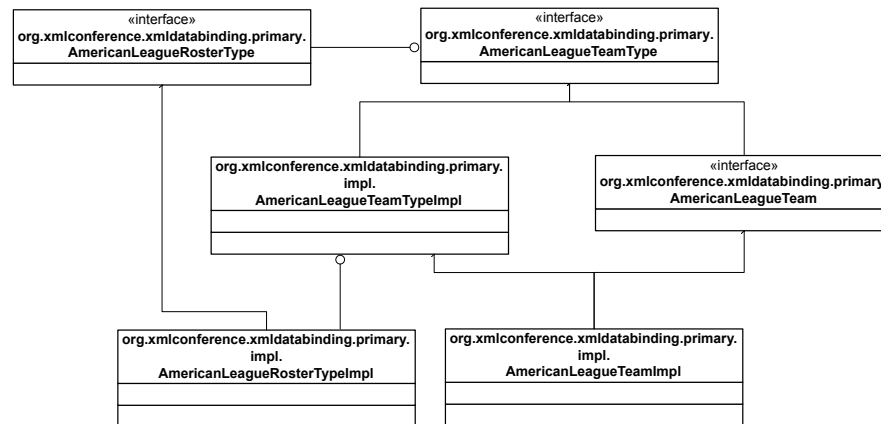 «interface»
org.xmlconference.xmldatabinding.primary.
AmericanLeagueRosterType
«interface»
org.xmlconference.xmldatabinding.primary.
AmericanLeagueTeamType
org.xmlconference.xmldatabinding.primary.
impl.
AmericanLeagueTeamTypeImpl
«interface»
org.xmlconference.xmldatabinding.primary
AmericanLeagueTeam
org.xmlconference.xmldatabinding.primary.
impl.
AmericanLeagueRosterTypeImpl
org.xmlconference.xmldatabinding.primary.
impl.
AmericanLeagueTeamImpl